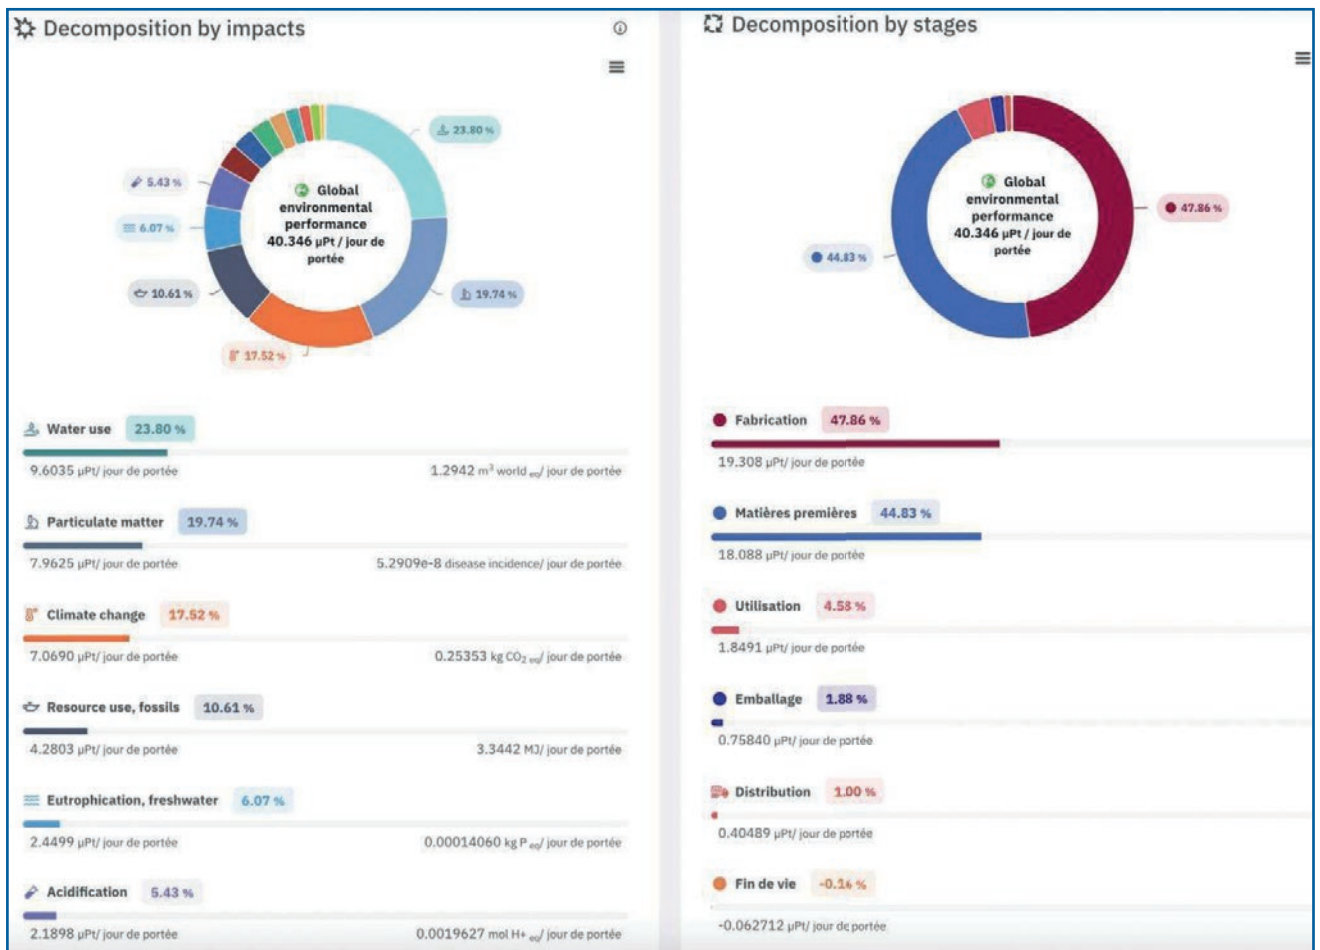 Decomposition by impacts
23.80 %
5.43 %
Global
environmental
performance
40.346 µPt / jour de
portée
6.07 %
10.61 %
19.74 %
17.52 %
Water use 23.80 %
9.6035 µPt/ jour de portée 1.2942 m³ world eq/ jour de portée
Particulate matter 19.74 %
7.9625 µPt/ jour de portée 5.2909e-8 disease incidence/ jour de portée
Climate change 17.52 %
7.0690 µPt/ jour de portée 0.25353 kg CO₂ eq/ jour de portée
Resource use, fossils 10.61 %
4.2803 µPt/ jour de portée 3.3442 MJ/ jour de portée
Eutrophication, freshwater 6.07 %
2.4499 µPt/ jour de portée 0.00014060 kg P eq/ jour de portée
Acidification 5.43 %
2.1898 µPt/ jour de portée 0.0019627 mol H+ eq/ jour de portée
Decomposition by stages
Global
environmental
performance
40.346 µPt / jour de
portée
47.86 %
44.83 %
Fabrication 47.86 %
19.308 µPt/ jour de portée
Matières premières 44.83 %
18.088 µPt/ jour de portée
Utilisation 4.58 %
1.8491 µPt/ jour de portée
Emballage 1.88 %
0.75840 µPt/ jour de portée
Distribution 1.00 %
0.40489 µPt/ jour de portée
Fin de vie -0.16 %
-0.062712 µPt/ jour de portée